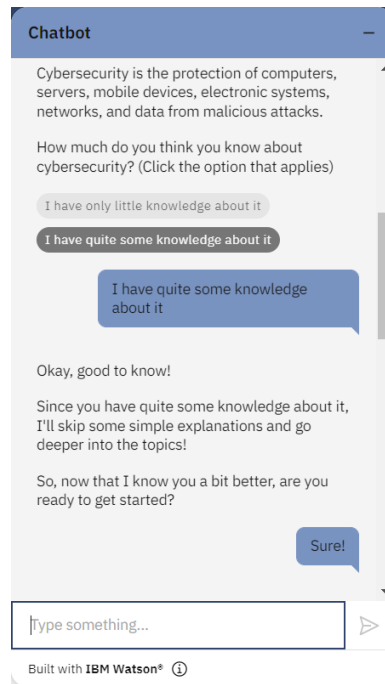 Chatbot
Cybersecurity is the protection of computers,
servers, mobile devices, electronic systems,
networks, and data from malicious attacks.
How much do you think you know about
cybersecurity? (Click the option that applies)
I have only little knowledge about it
I have quite some knowledge about it
I have quite some knowledge
about it
Okay, good to know!
Since you have quite some knowledge about it,
I'll skip some simple explanations and go
deeper into the topics!
So, now that I know you a bit better, are you
ready to get started?
Sure!
Type something...
Built with IBM Watson®